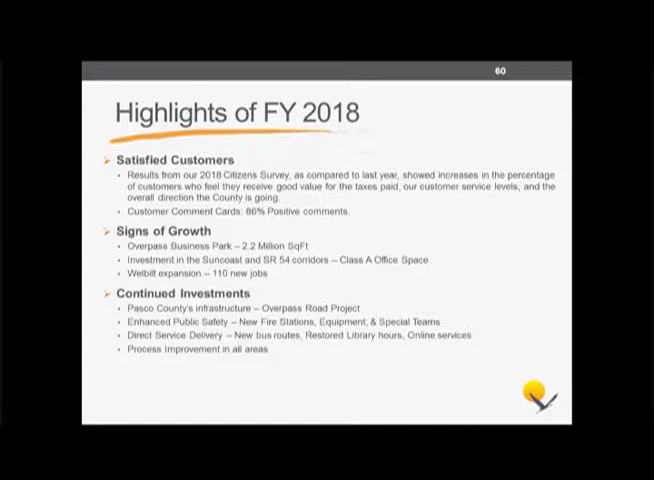 60
Highlights of FY 2018
Satisfied Customers
Results from our 2018 Citizens Survey, as compared to last year, showed increases in the percentage
of customers who feel they receive good value for the taxes paid, our customer service levels, and the
overall direction the County is going.
Customer Comment Cards: 86% Positive comments.
Signs of Growth
Overpass Business Park – 2.2 Million SqFt
Investment in the Suncoast and SR 54 corridors – Class A Office Space
Welbilt expansion – 110 new jobs
Continued Investments
Pasco County's infrastructure – Overpass Road Project
Enhanced Public Safety – New Fire Stations, Equipment, & Special Teams
Direct Service Delivery – New bus routes, Restored Library hours, Online services
Process Improvement in all areas